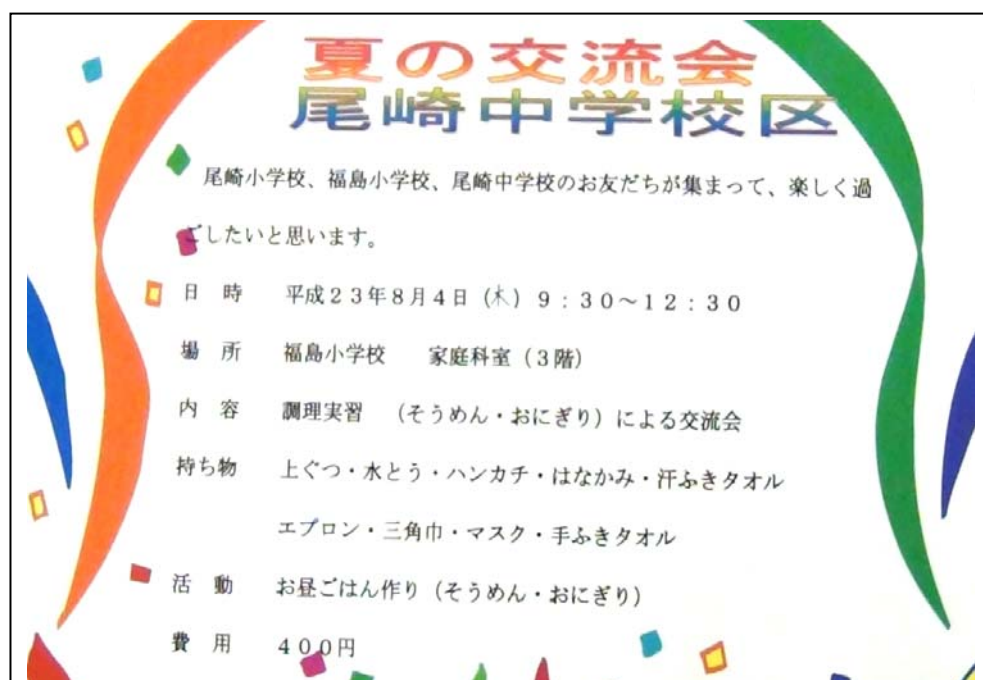 夏の交流会
尾崎中学校区
尾崎小学校、福島小学校、尾崎中学校のお友だちが集まって、楽しく過
ごしたいと思います。
日　時　平成２３年８月４日（木）９：３０～１２：３０
場　所　福島小学校　　家庭科室（３階）
内　容　調理実習　（そうめん・おにぎり）による交流会
持ち物　上ぐつ・水とう・ハンカチ・はなかみ・汗ふきタオル
エプロン・三角巾・マスク・手ふきタオル
活　動　お昼ごはん作り（そうめん・おにぎり）
費　用　４００円